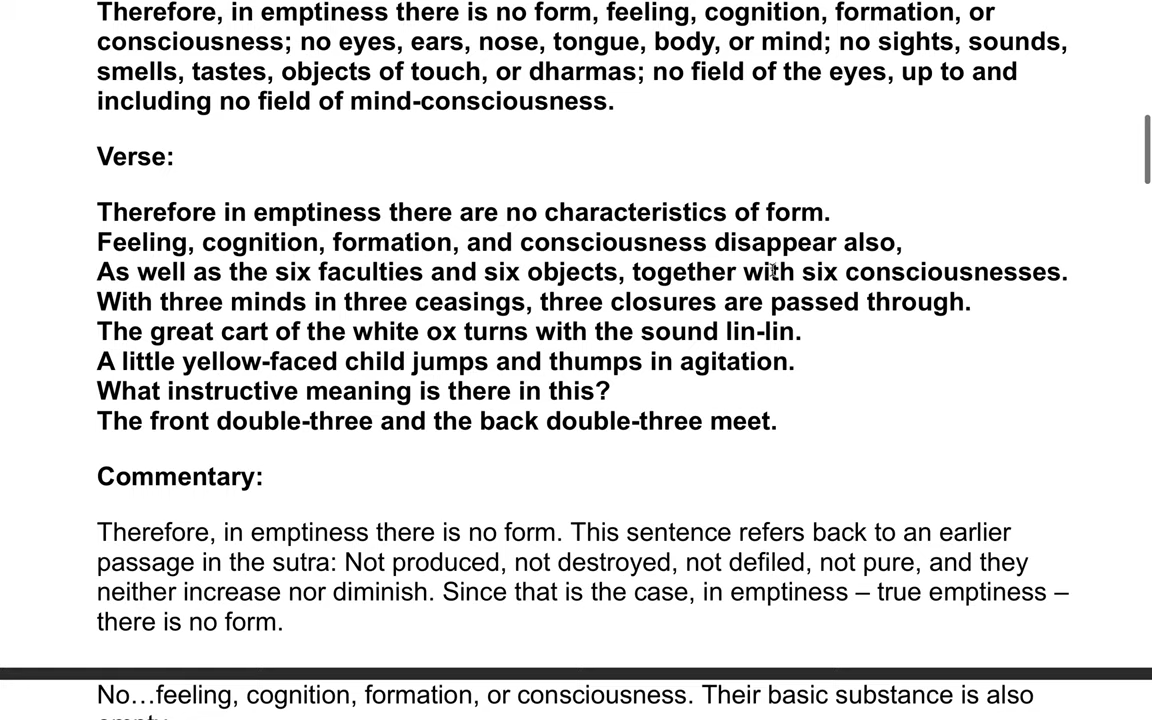 Therefore, in emptiness there is no form, feeling, cognition, formation, or
consciousness; no eyes, ears, nose, tongue, body, or mind; no sights, sounds,
smells, tastes, objects of touch, or dharmas; no field of the eyes, up to and
including no field of mind-consciousness.
Verse:
Therefore in emptiness there are no characteristics of form.
Feeling, cognition, formation, and consciousness disappear also,
As well as the six faculties and six objects, together with six consciousnesses.
With three minds in three ceasings, three closures are passed through.
The great cart of the white ox turns with the sound lin-lin.
A little yellow-faced child jumps and thumps in agitation.
What instructive meaning is there in this?
The front double-three and the back double-three meet.
Commentary:
Therefore, in emptiness there is no form. This sentence refers back to an earlier
passage in the sutra: Not produced, not destroyed, not defiled, not pure, and they
neither increase nor diminish. Since that is the case, in emptiness – true emptiness –
there is no form.
No…feeling, cognition, formation, or consciousness. Their basic substance is also